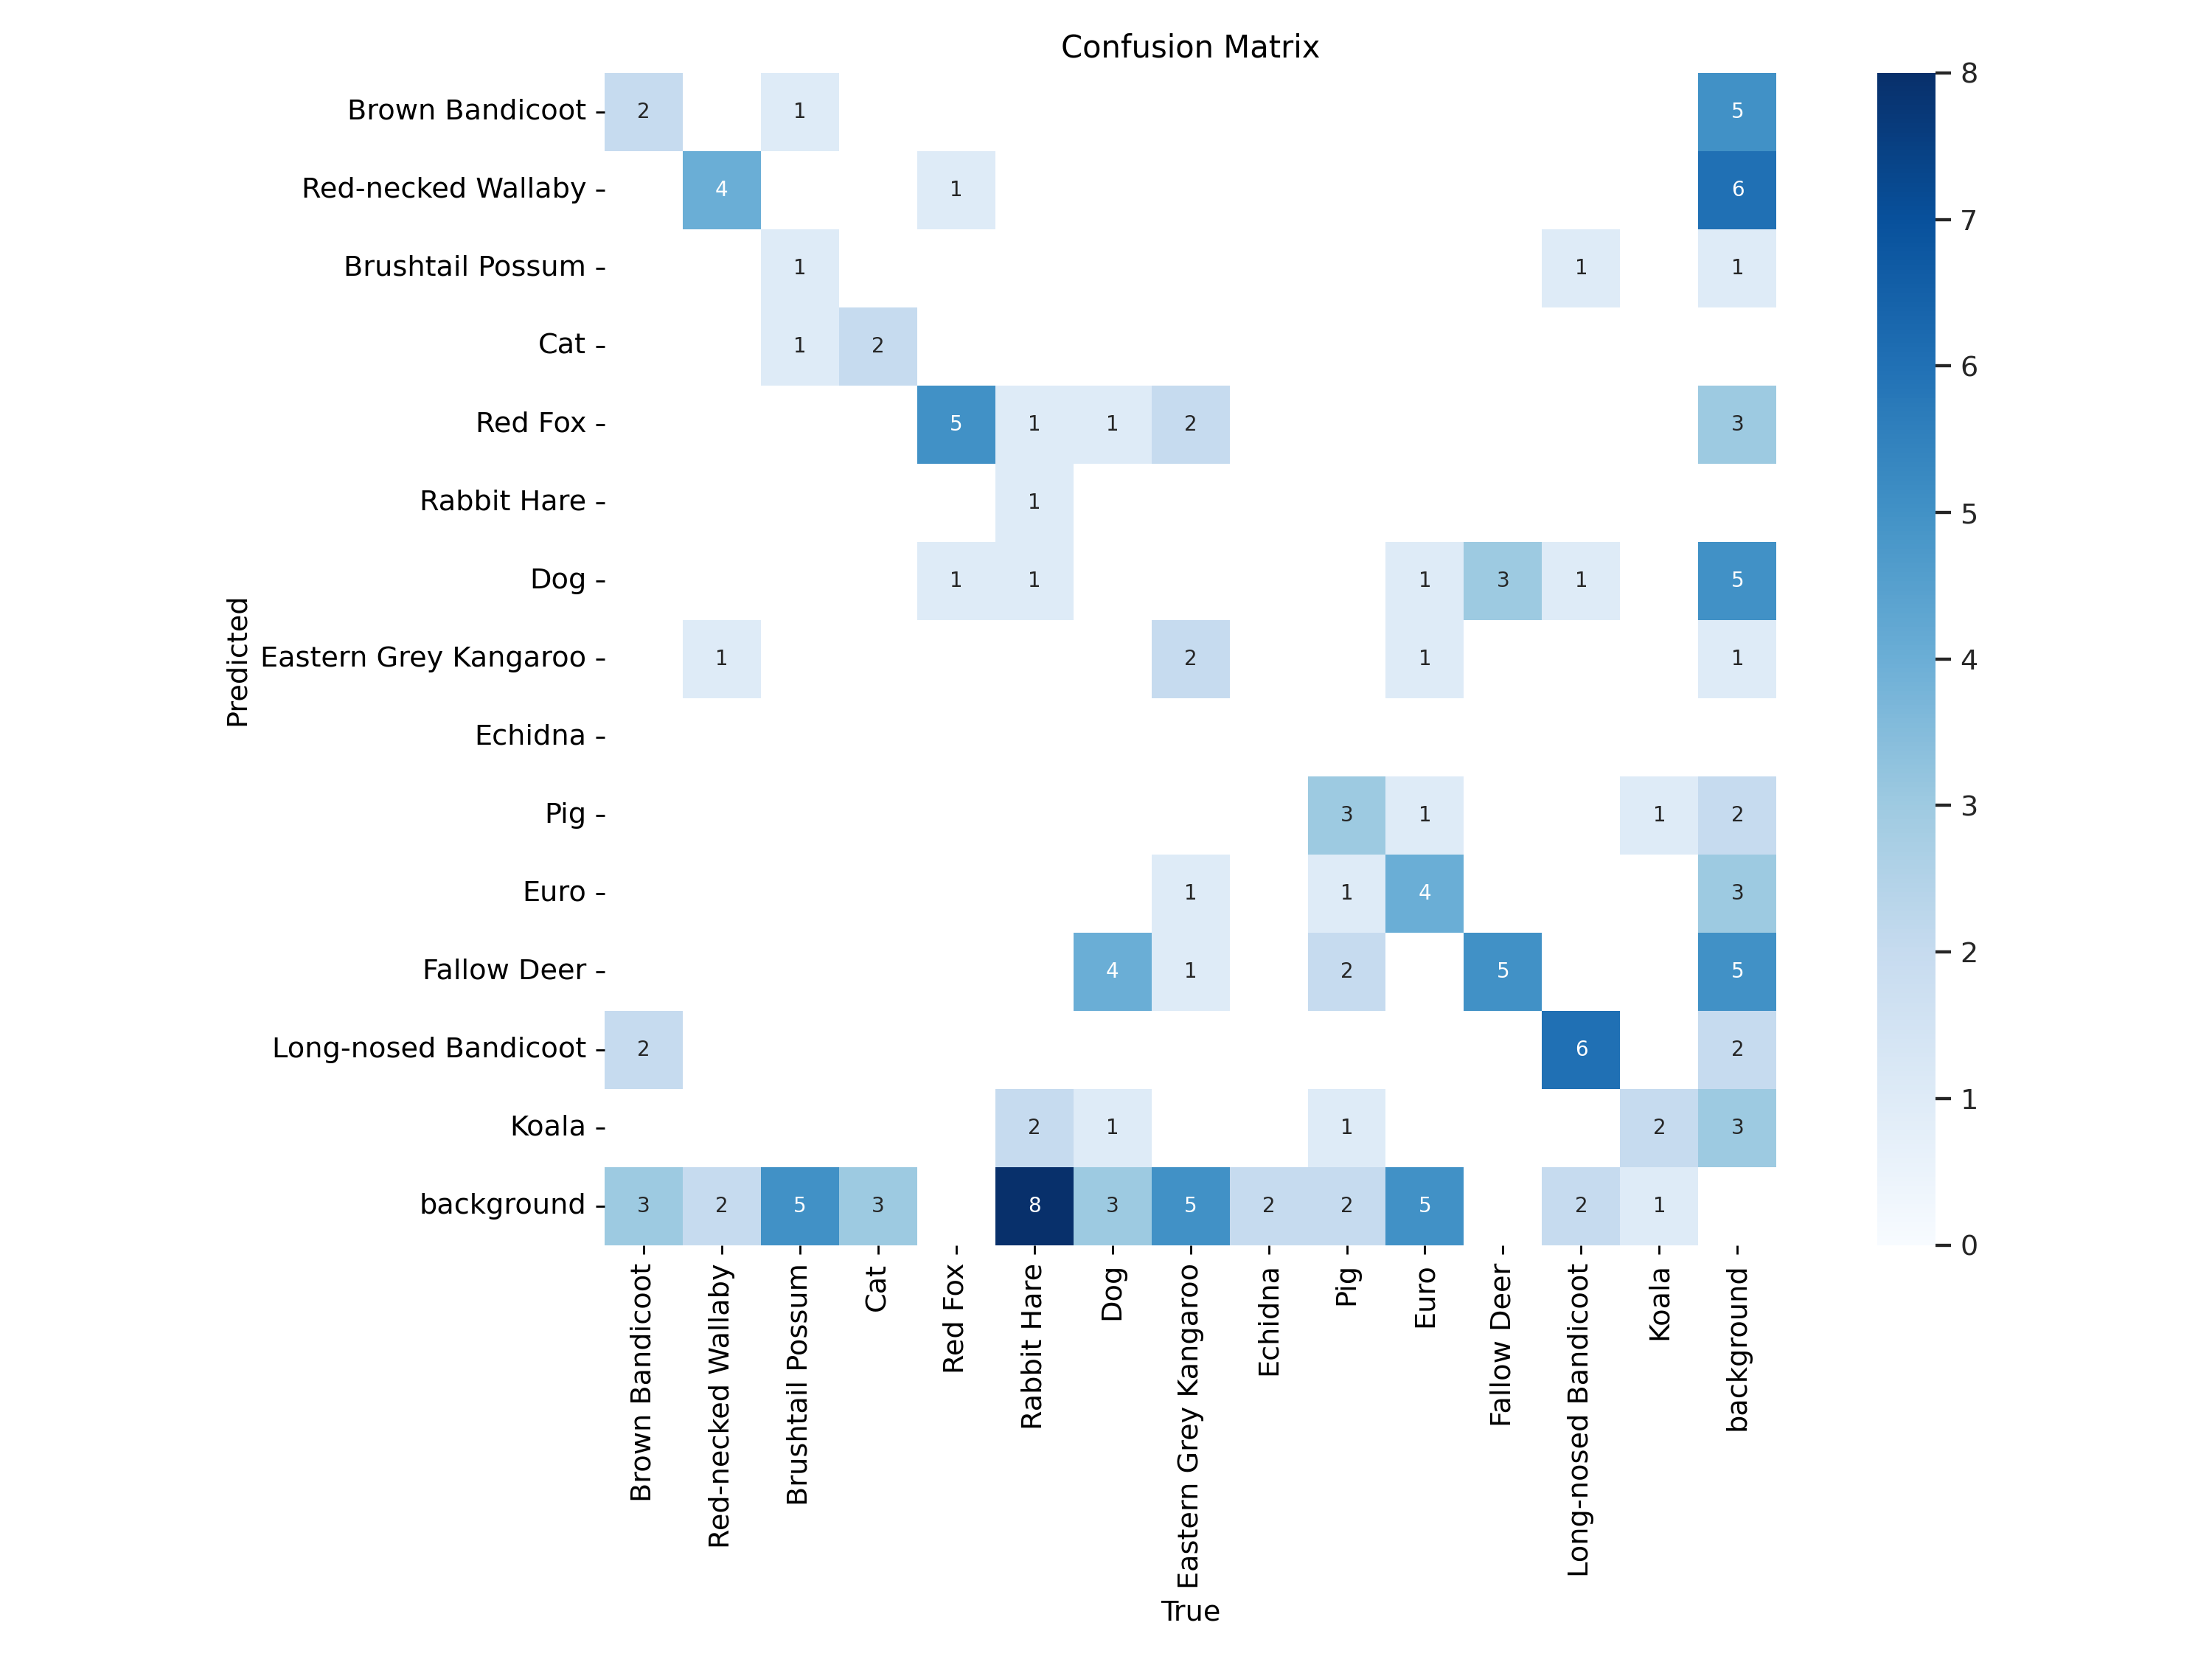 Confusion Matrix
Brown Bandicoot 2 1 5
Red-necked Wallaby 4 1 6
Brushtail Possum 1 1 1
Cat 1 2
Red Fox 5 1 1 2 3
Rabbit Hare 1
Dog 1 1 1 3 1 5
Eastern Grey Kangaroo 1 2 1 1
Echidna
Pig 3 1 1 2
Euro 1 1 4 3
Fallow Deer 4 1 2 5 5
Long-nosed Bandicoot 2 6 2
Koala 2 1 1 2 3
background 3 2 5 3 8 3 5 2 2 5 2 1
Predicted
Brown Bandicoot
Red-necked Wallaby
Brushtail Possum
Cat
Red Fox
Rabbit Hare
Dog
Eastern Grey Kangaroo
Echidna
Pig
Euro
Fallow Deer
Long-nosed Bandicoot
Koala
background
True
8
7
6
5
4
3
2
1
0